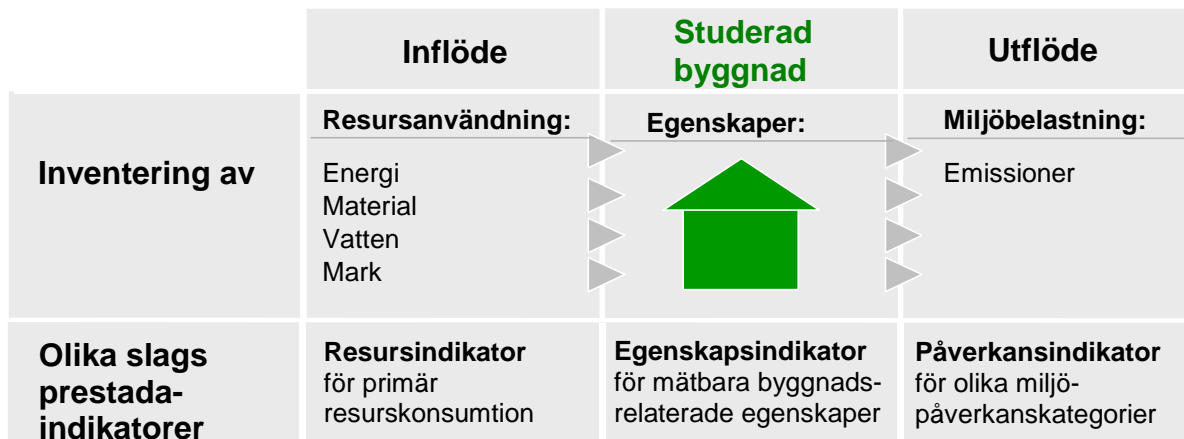 Inflöde
Studerad
byggnad
Utflöde
Inventering av
Resursanvändning:
Energi
Material
Vatten
Mark
Egenskaper:
Miljöbelastning:
Emissioner
Olika slags
prestada-
indikatorer
Resursindikator
för primär
resurskonsumtion
Egenskapsindikator
för mätbara byggnads-
relaterade egenskaper
Påverkansindikator
för olika miljö-
påverkanskategorier